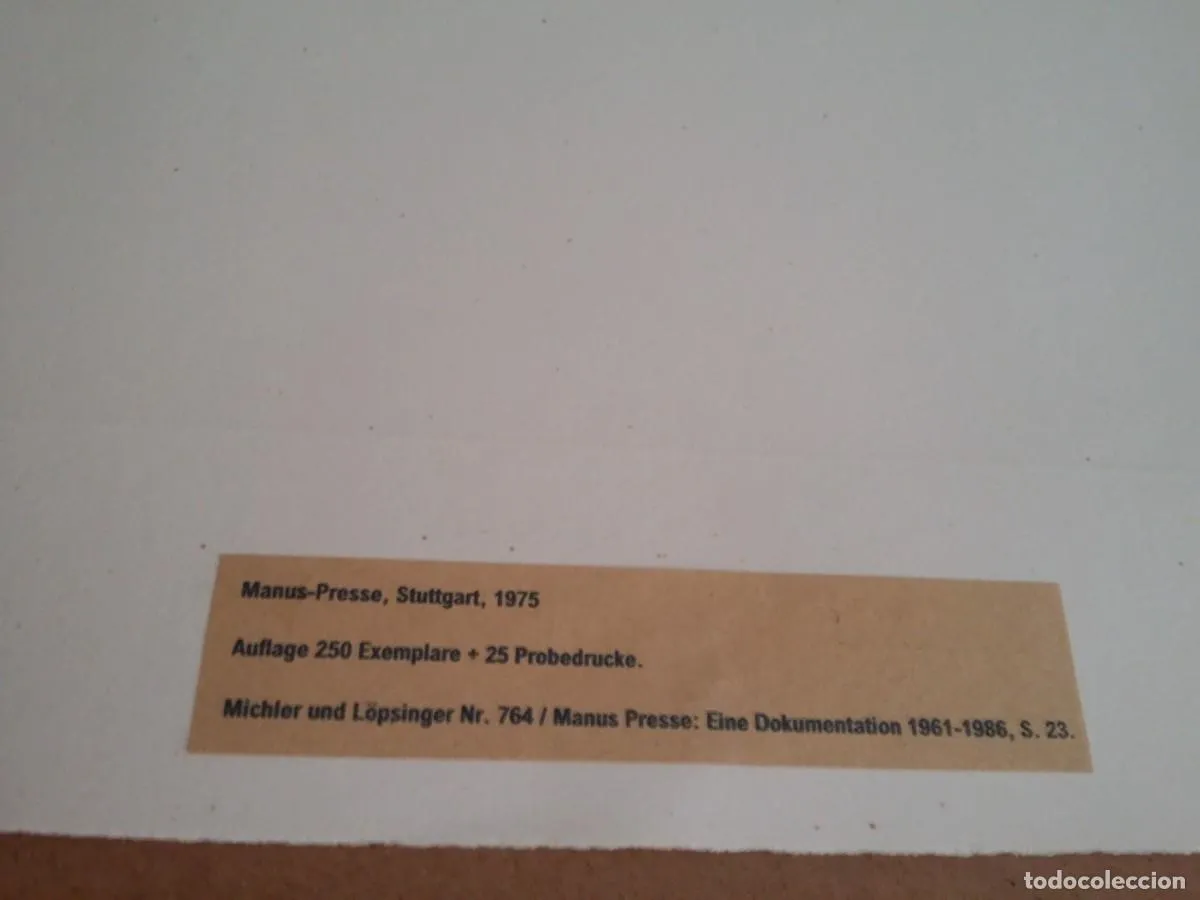 Manus-Presse, Stuttgart, 1975
Auflage 250 Exemplare + 25 Probedrucke.
Michler und Löpsinger Nr. 764 / Manus Presse: Eine Dokumentation 1961-1986, S. 23.
todocoleccion